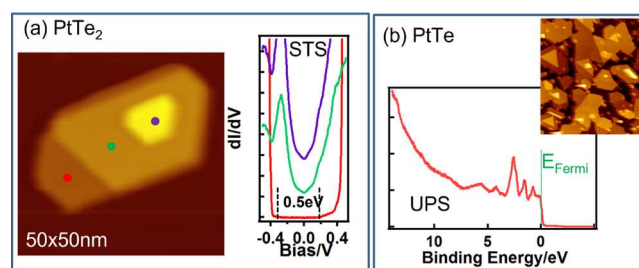 (a) PtTe₂
50x50nm
STS
dI/dV
0.5eV
-0.4 0.0 0.4
Bias/V
(b) PtTe
E_Fermi
UPS
10 5 0
Binding Energy/eV